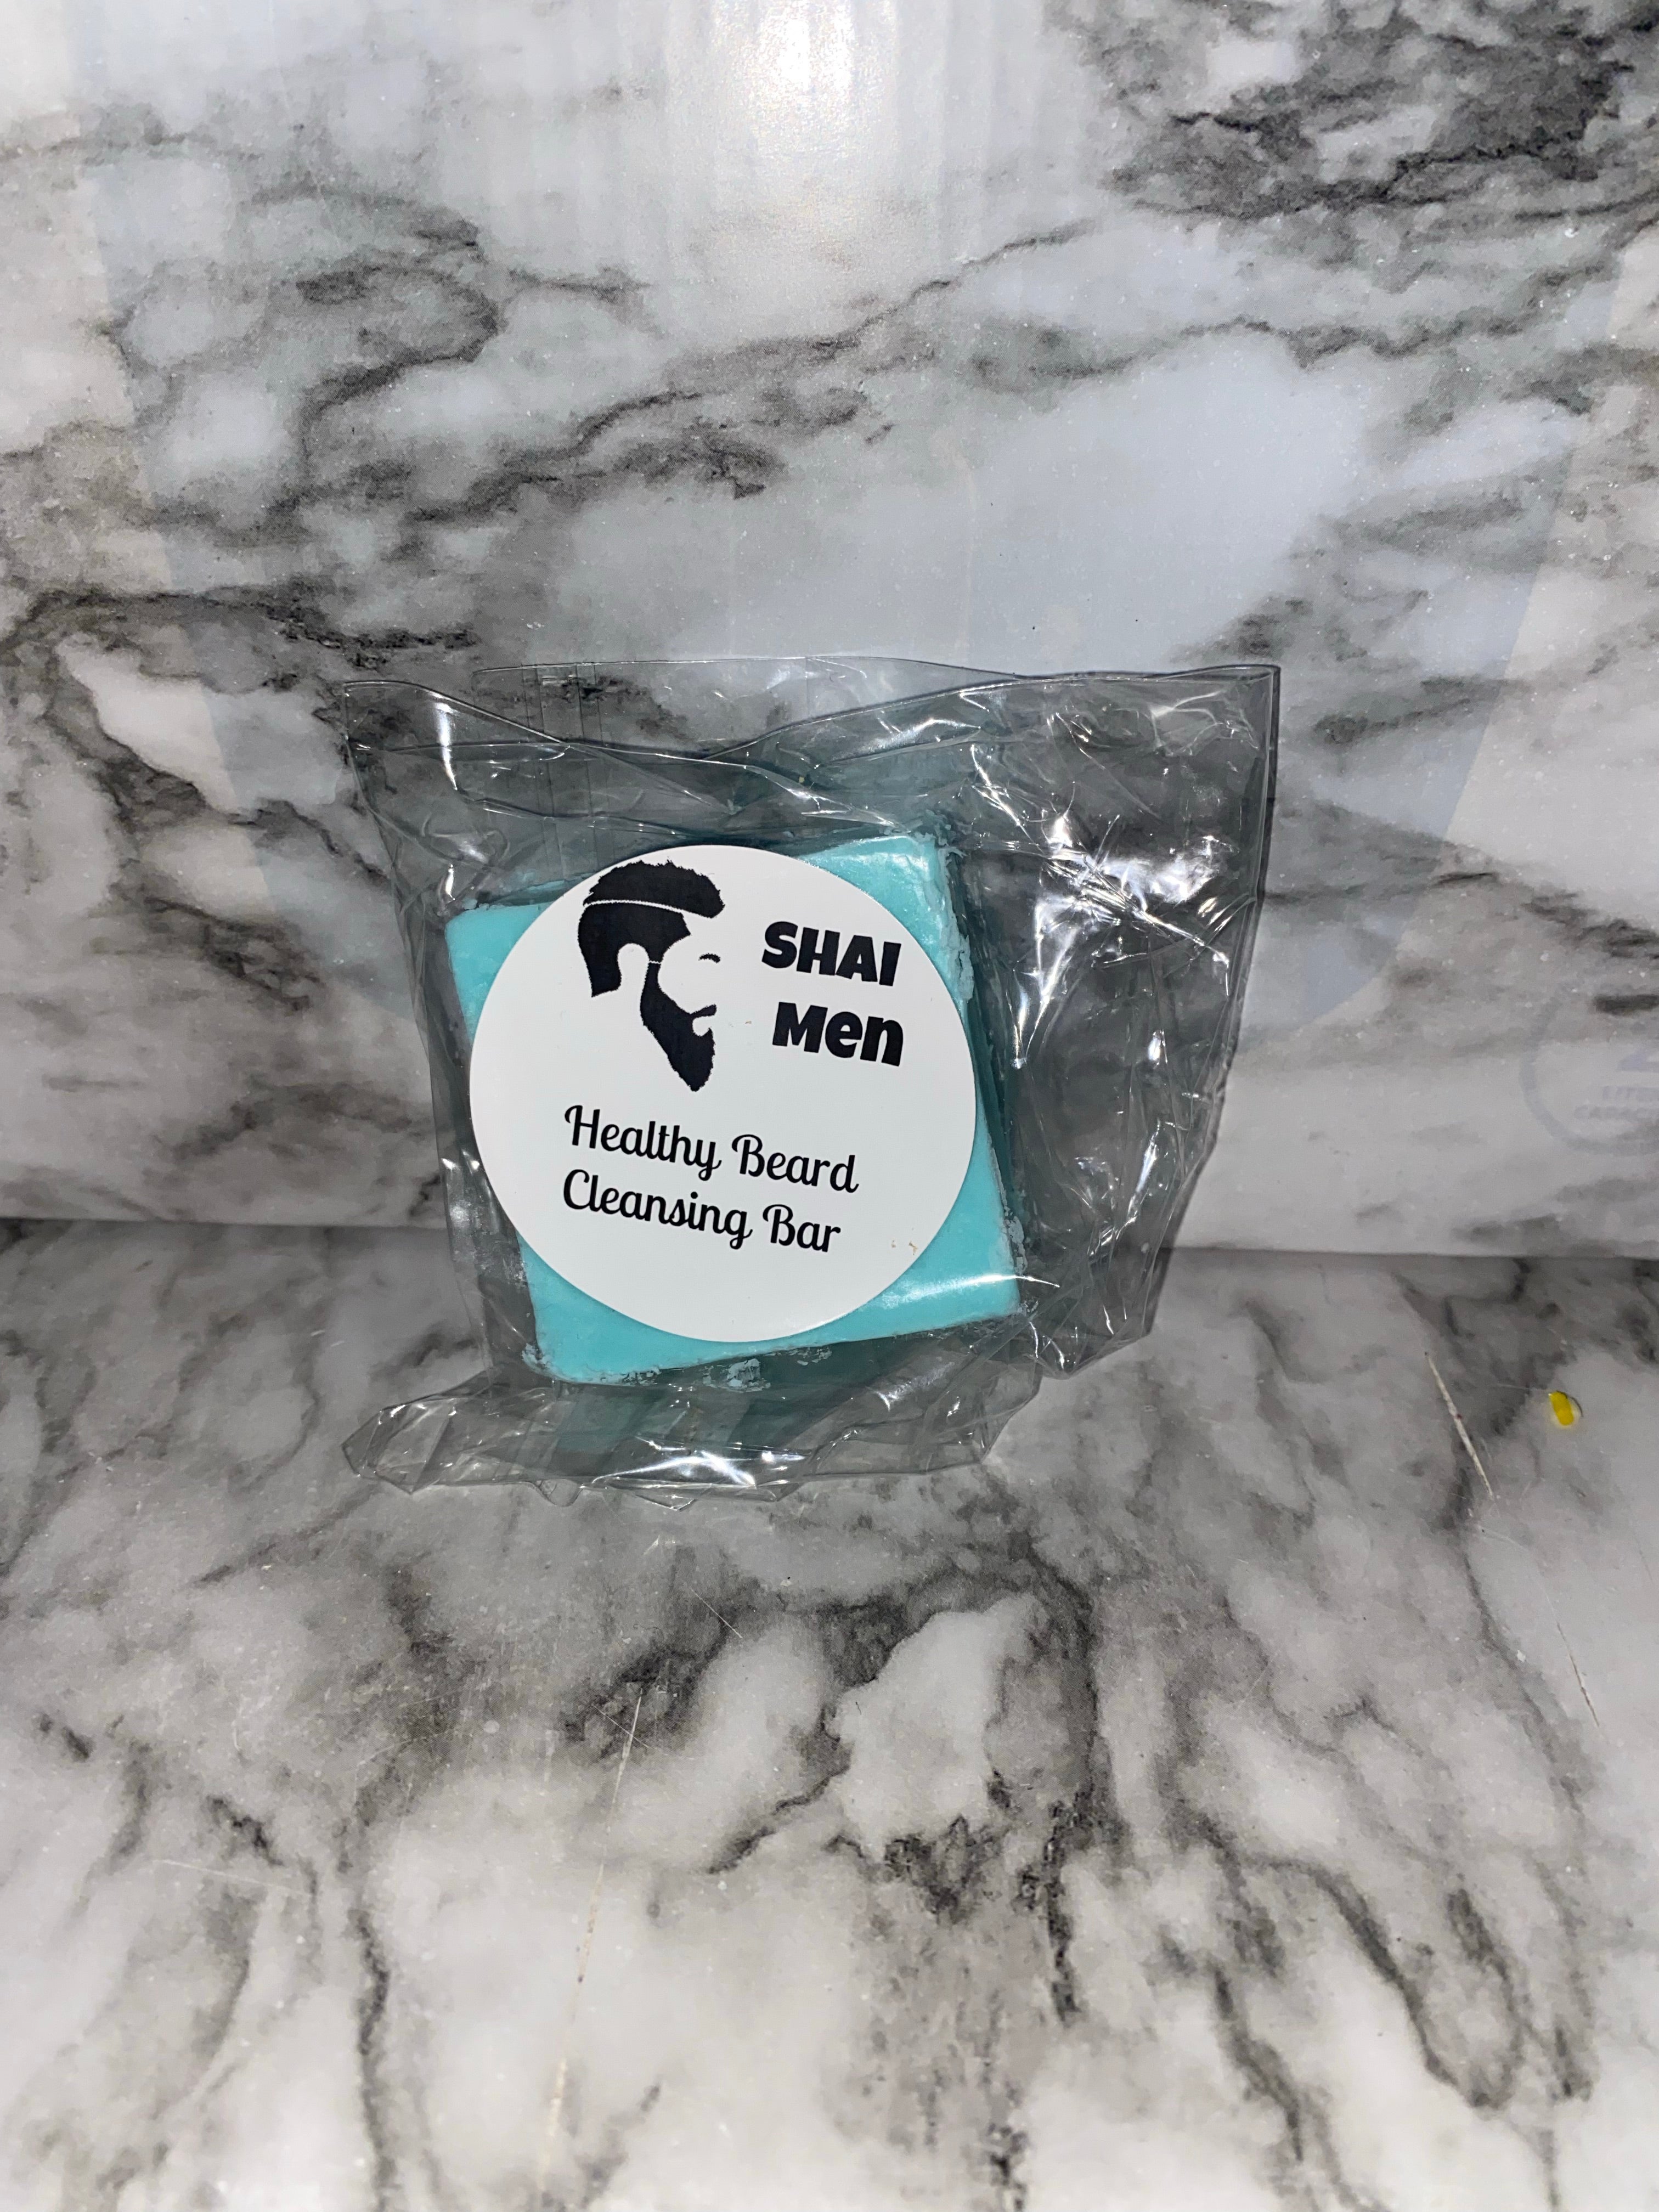 SHAI
Men
Healthy Beard
Cleansing Bar